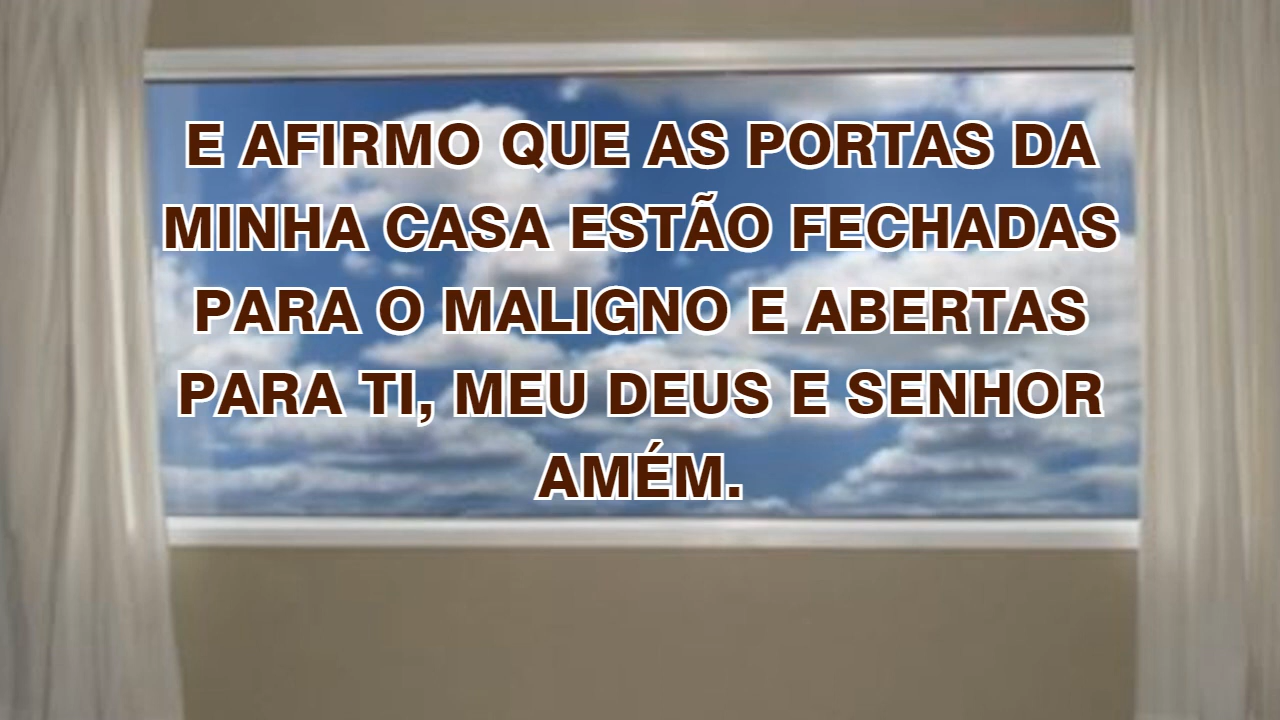 E AFIRMO QUE AS PORTAS DA
MINHA CASA ESTÃO FECHADAS
PARA O MALIGNO E ABERTAS
PARA TI, MEU DEUS E SENHOR
AMÉM.